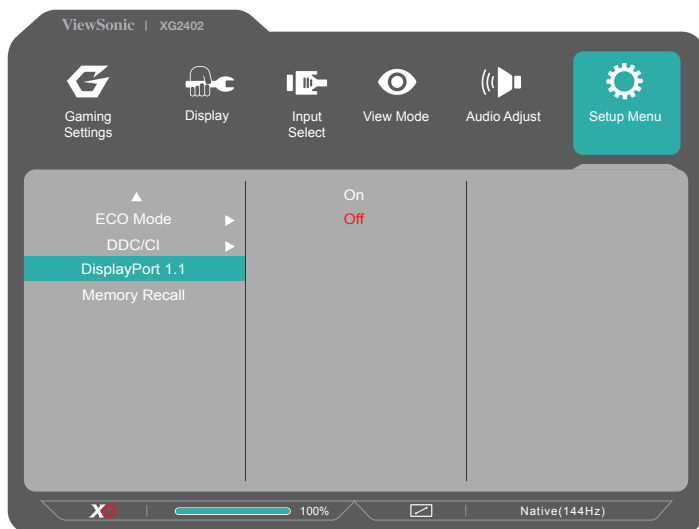 ViewSonic | XG2402
Gaming
Settings
Display
Input
Select
View Mode
Audio Adjust
Setup Menu
ECO Mode
DDC/CI
DisplayPort 1.1
Memory Recall
On
Off
XG | 100% | Native(144Hz)